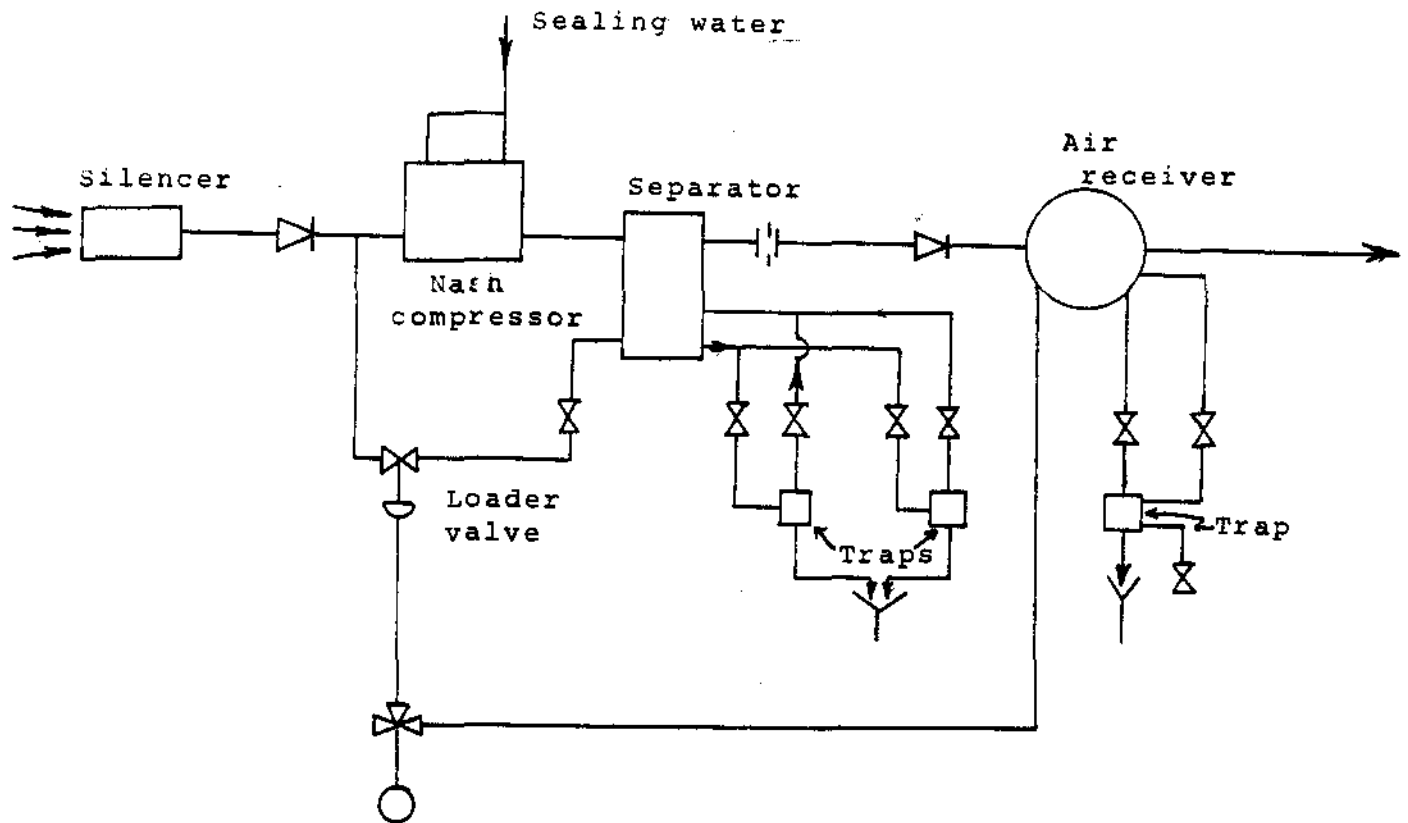 Sealing water
Air
receiver
Silencer
Separator
Nash
compressor
Loader
valve
Traps
Trap